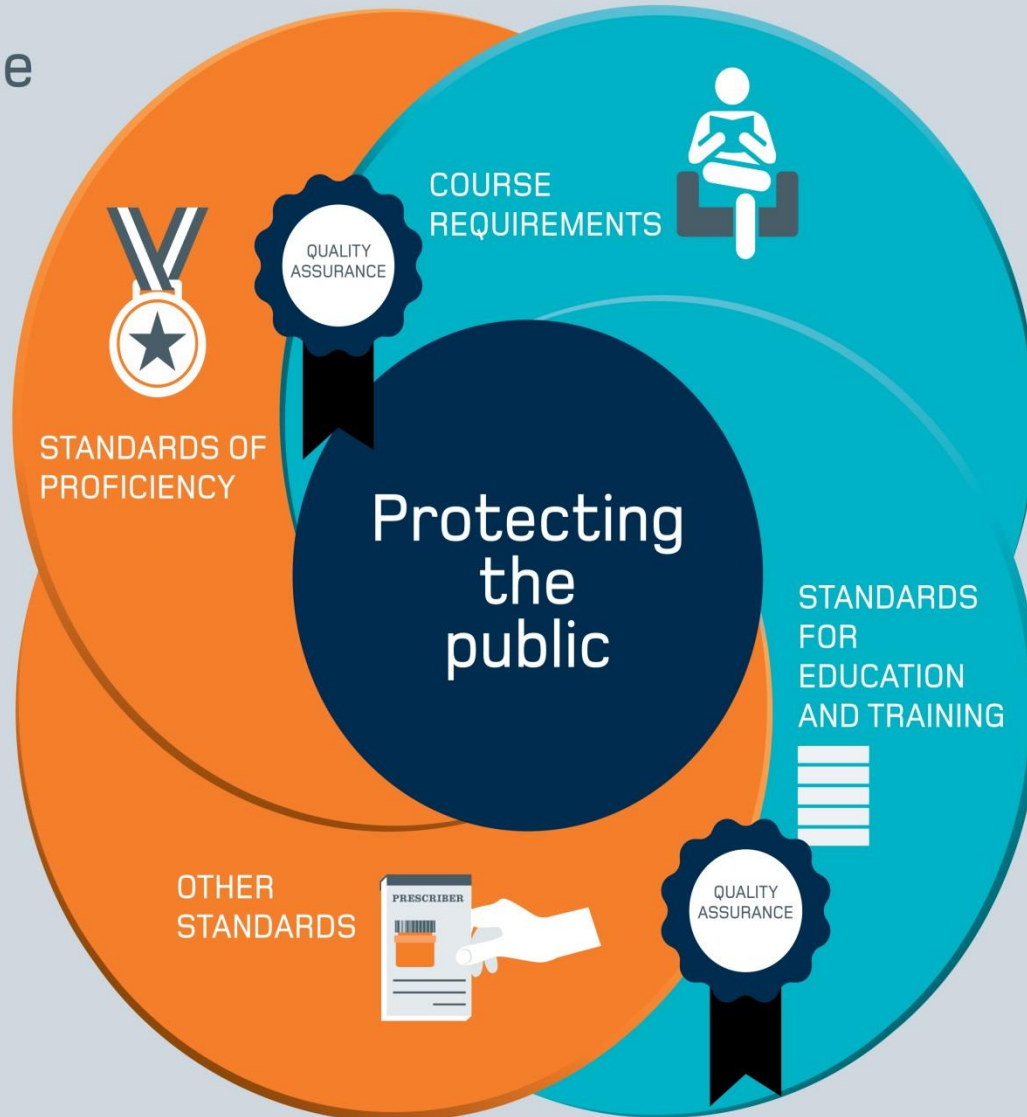 e
COURSE
REQUIREMENTS
QUALITY
ASSURANCE
STANDARDS OF
PROFICIENCY
Protecting
the
public
STANDARDS
FOR
EDUCATION
AND TRAINING
OTHER
STANDARDS
PRESCRIBER
QUALITY
ASSURANCE